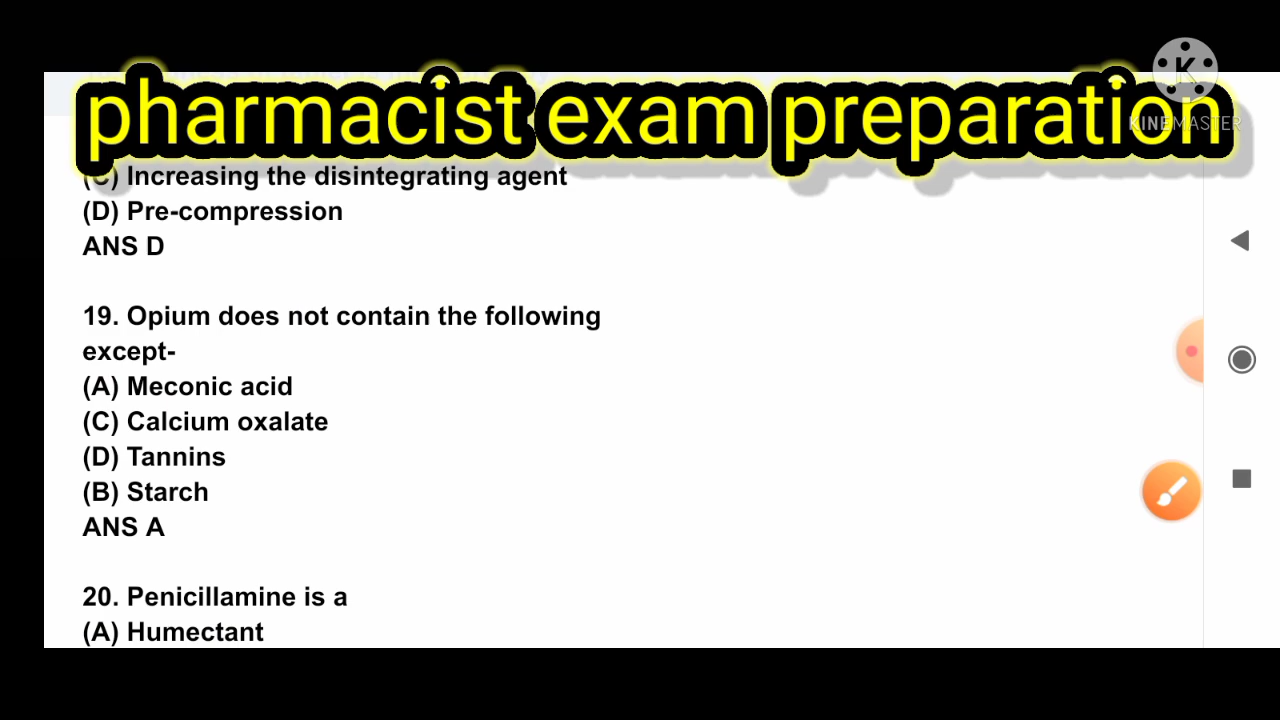 pharmacist exam preparation
KINEMASTER
(C) Increasing the disintegrating agent
(D) Pre-compression
ANS D
19. Opium does not contain the following
except-
(A) Meconic acid
(C) Calcium oxalate
(D) Tannins
(B) Starch
ANS A
20. Penicillamine is a
(A) Humectant